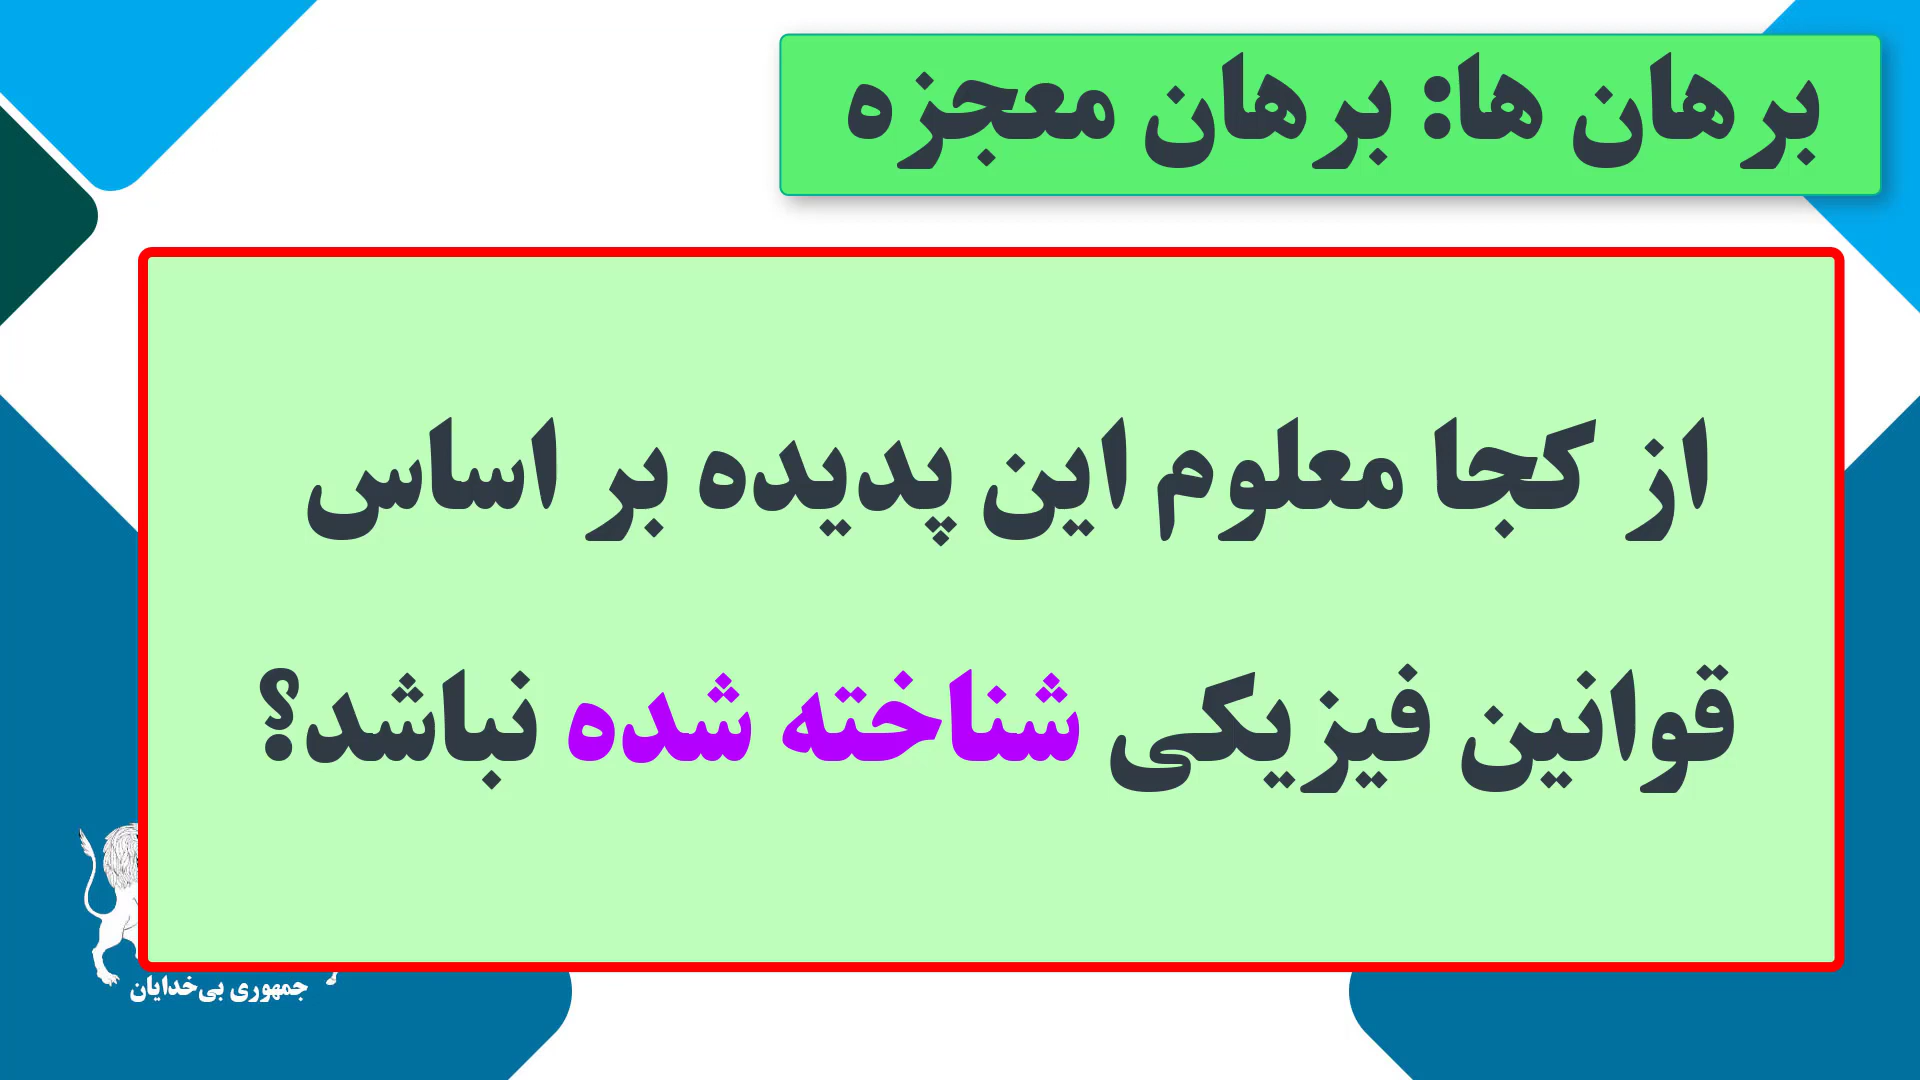 برهان ها: برهان معجزه
از کجا معلوم این پدیده بر اساس
قوانین فیزیکی شناخته شده نباشد؟
جمهوری بی‌خدایان